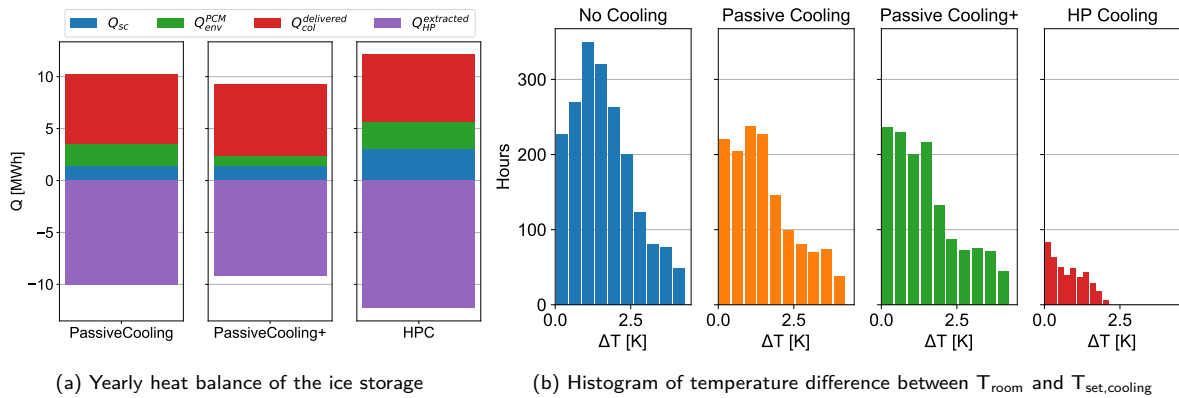 Q_sc Q_env^PCM Q_col^delivered Q_HP^extracted
Q [MWh]
10
5
0
−5
−10
PassiveCooling PassiveCooling+ HPC
(a) Yearly heat balance of the ice storage
No Cooling Passive Cooling Passive Cooling+ HP Cooling
Hours
300
200
100
0
0.0 2.5 0.0 2.5 0.0 2.5 0.0 2.5
ΔT [K] ΔT [K] ΔT [K] ΔT [K]
(b) Histogram of temperature difference between T_room and T_set,cooling